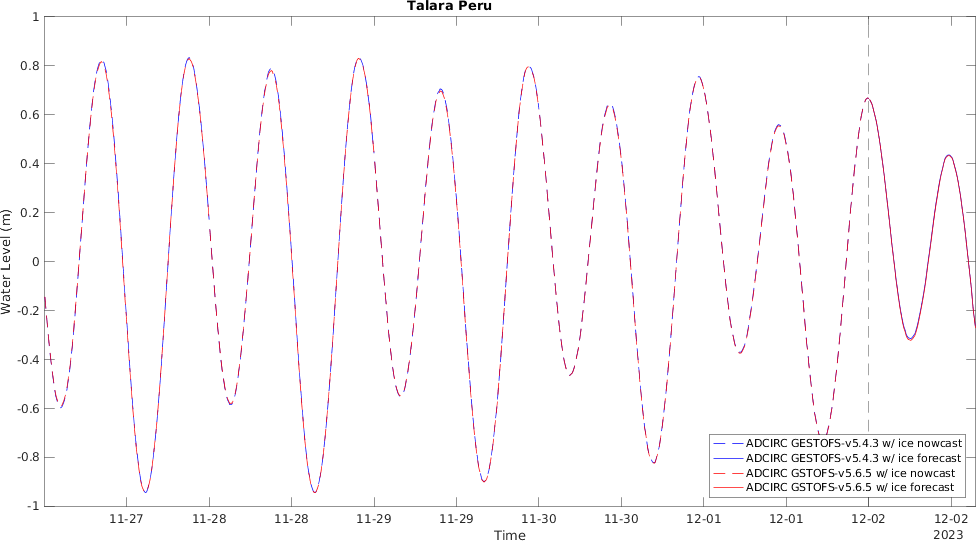 Talara Peru
1
0.8
0.6
0.4
0.2
0
-0.2
-0.4
-0.6
-0.8
-1
Water Level (m)
ADCIRC GESTOFS-v5.4.3 w/ ice nowcast
ADCIRC GESTOFS-v5.4.3 w/ ice forecast
ADCIRC GSTOFS-v5.6.5 w/ ice nowcast
ADCIRC GSTOFS-v5.6.5 w/ ice forecast
11-27 11-28 11-28 11-29 11-29 11-30 11-30 12-01 12-01 12-02 12-02
2023
Time